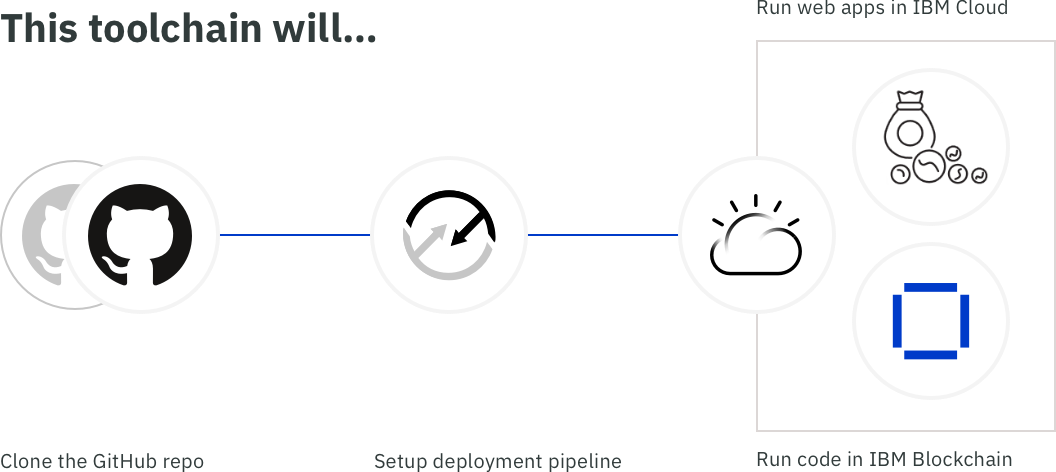 This toolchain will...
Run web apps in IBM Cloud
Clone the GitHub repo
Setup deployment pipeline
Run code in IBM Blockchain